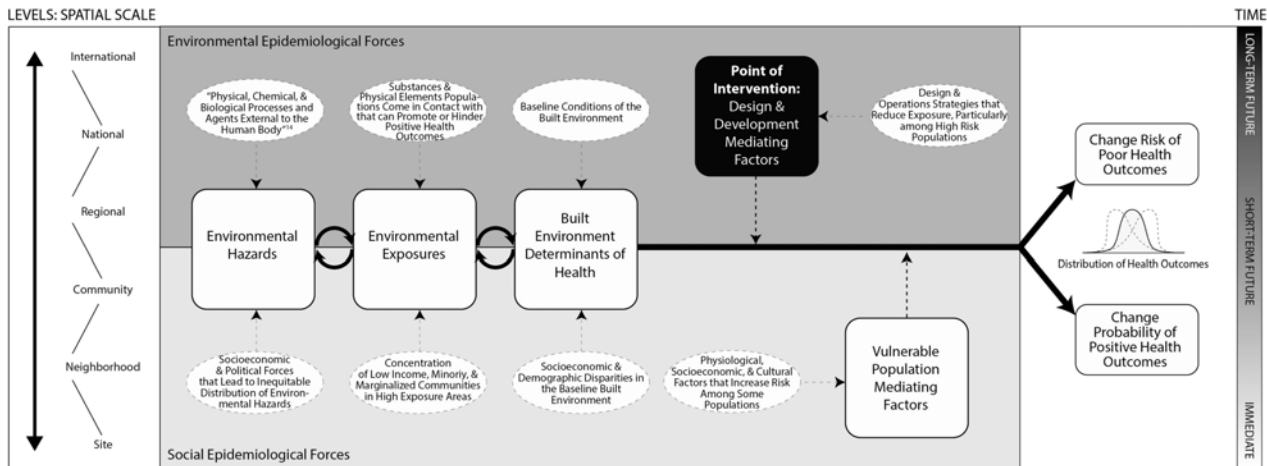 LEVELS: SPATIAL SCALE
TIME
International
National
Regional
Community
Neighborhood
Site
Environmental Epidemiological Forces
"Physical, Chemical, &
Biological Processes and
Agents External to the
Human Body"¹⁴
Substances &
Physical Elements Popula-
tions Come in Contact with
that can Promote or Hinder
Positive Health
Outcomes
Baseline Conditions of the
Built Environment
Point of
Intervention:
Design &
Development
Mediating
Factors
Design &
Operations Strategies that
Reduce Exposure, Particularly
among High Risk
Populations
Environmental
Hazards
Environmental
Exposures
Built
Environment
Determinants of
Health
Socioeconomic
& Political Forces
that Lead to Inequitable
Distribution of Environ-
mental Hazards
Concentration
of Low Income, Minoriy, &
Marginalized Communities
in High Exposure Areas
Socioeconomic &
Demographic Disparities in
the Baseline Built
Environment
Physiological,
Socioeconomic, & Cultural
Factors that Increase Risk
Among Some
Populations
Vulnerable
Population
Mediating
Factors
Social Epidemiological Forces
Change Risk of
Poor Health
Outcomes
Distribution of Health Outcomes
Change
Probability of
Positive Health
Outcomes
LONG-TERM FUTURE
SHORT-TERM FUTURE
IMMEDIATE